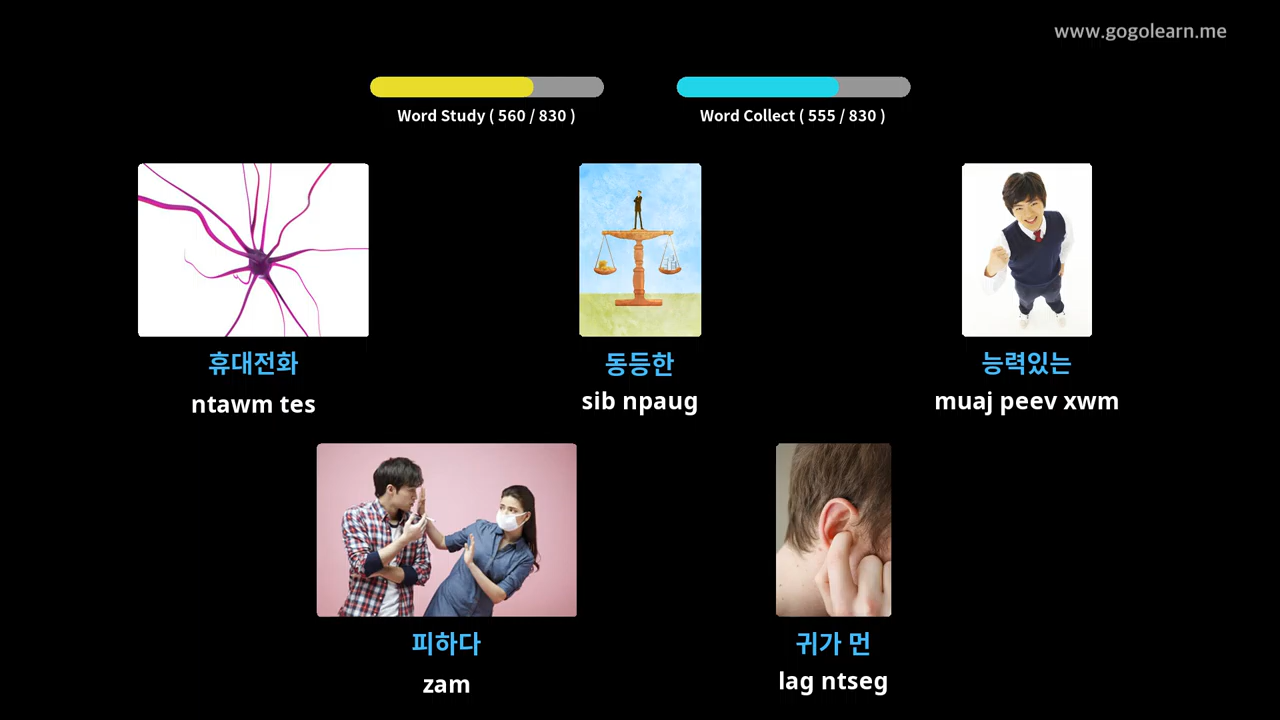 www.gogolearn.me
Word Study ( 560 / 830 )
Word Collect ( 555 / 830 )
휴대전화
ntawm tes
동등한
sib npaug
능력있는
muaj peev xwm
피하다
zam
귀가 먼
lag ntseg